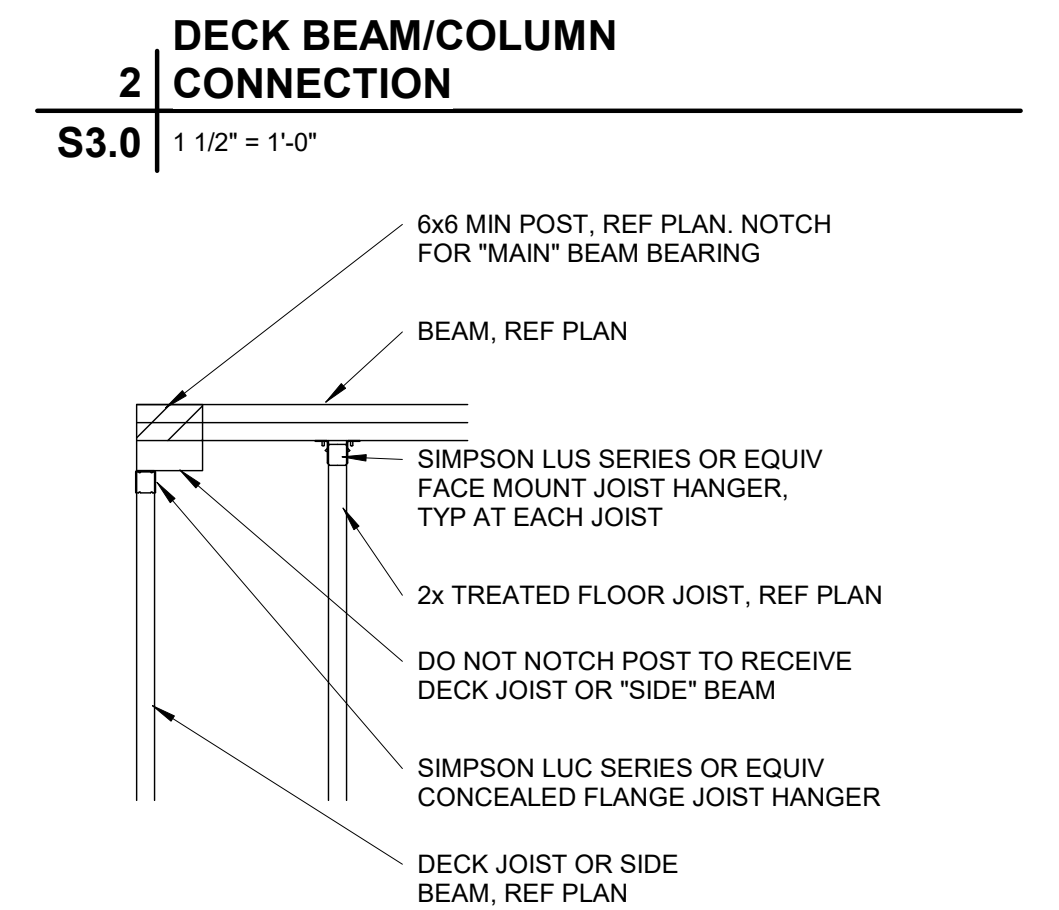 DECK BEAM/COLUMN
2 CONNECTION
S3.0 1 1/2" = 1'-0"
6x6 MIN POST, REF PLAN. NOTCH
FOR "MAIN" BEAM BEARING
BEAM, REF PLAN
SIMPSON LUS SERIES OR EQUIV
FACE MOUNT JOIST HANGER,
TYP AT EACH JOIST
2x TREATED FLOOR JOIST, REF PLAN
DO NOT NOTCH POST TO RECEIVE
DECK JOIST OR "SIDE" BEAM
SIMPSON LUC SERIES OR EQUIV
CONCEALED FLANGE JOIST HANGER
DECK JOIST OR SIDE
BEAM, REF PLAN